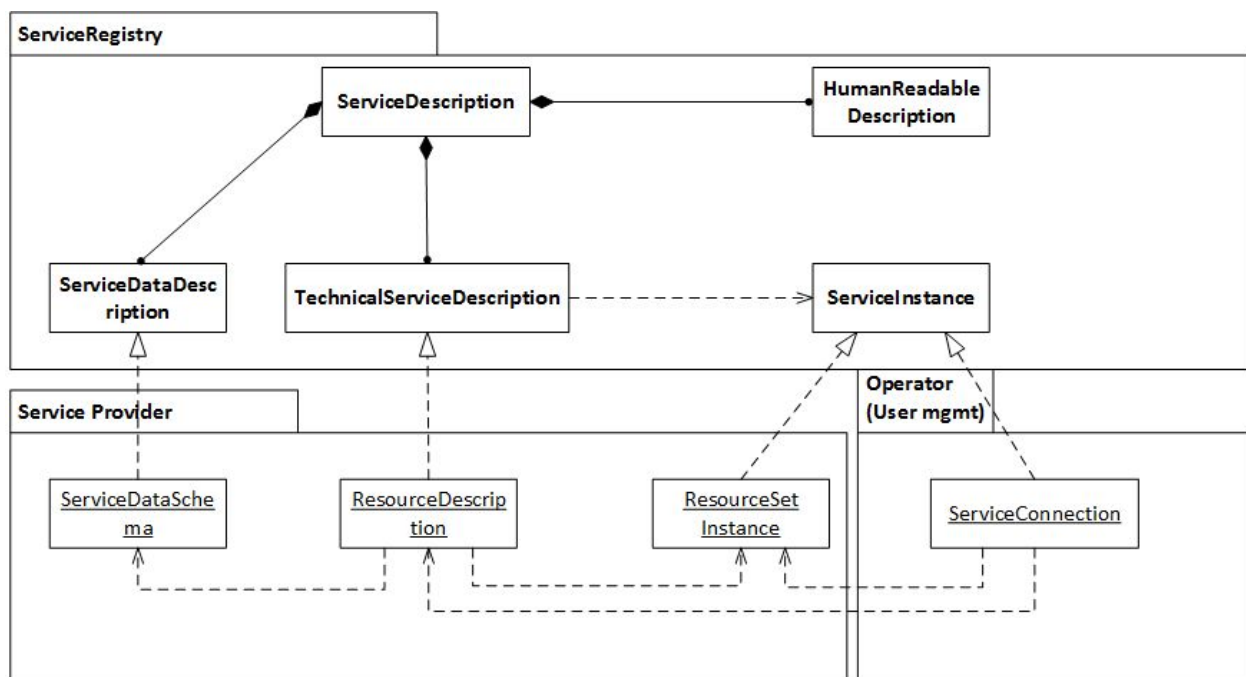 ServiceRegistry
ServiceDescription
HumanReadable
Description
ServiceDataDesc
ription
TechnicalServiceDescription
ServiceInstance
Service Provider
Operator
(User mgmt)
ServiceDataSche
ma
ResourceDescrip
tion
ResourceSet
Instance
ServiceConnection